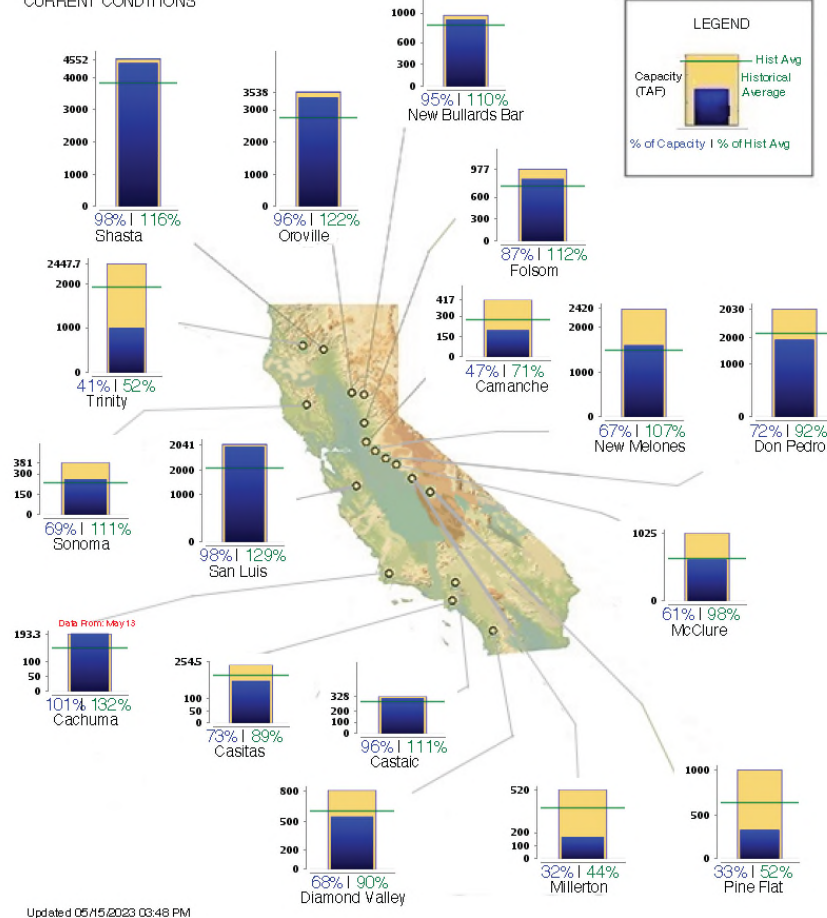 CURRENT CONDITIONS
LEGEND
Hist Avg
Capacity
(TAF)
Historical
Average
% of Capacity | % of Hist Avg
1000
600
300
0
95% | 110%
New Bullards Bar
4552
4000
3000
2000
1000
0
98% | 116%
Shasta
3538
3000
2000
1000
0
96% | 122%
Oroville
977
600
300
0
87% | 112%
Folsom
2447.7
2000
1000
0
41% | 52%
Trinity
417
300
150
0
47% | 71%
Camanche
2420
2000
1000
0
67% | 107%
New Melones
2030
2000
1000
0
72% | 92%
Don Pedro
381
300
150
0
69% | 111%
Sonoma
2041
2000
1000
0
98% | 129%
San Luis
1025
0
61% | 98%
McClure
Data From: May 13
193.3
100
50
0
101% | 132%
Cachuma
254.5
100
50
0
73% | 89%
Casitas
328
200
100
0
96% | 111%
Castaic
800
500
200
0
68% | 90%
Diamond Valley
520
200
100
0
32% | 44%
Millerton
1000
500
0
33% | 52%
Pine Flat
Updated 05/15/2023 03:48 PM